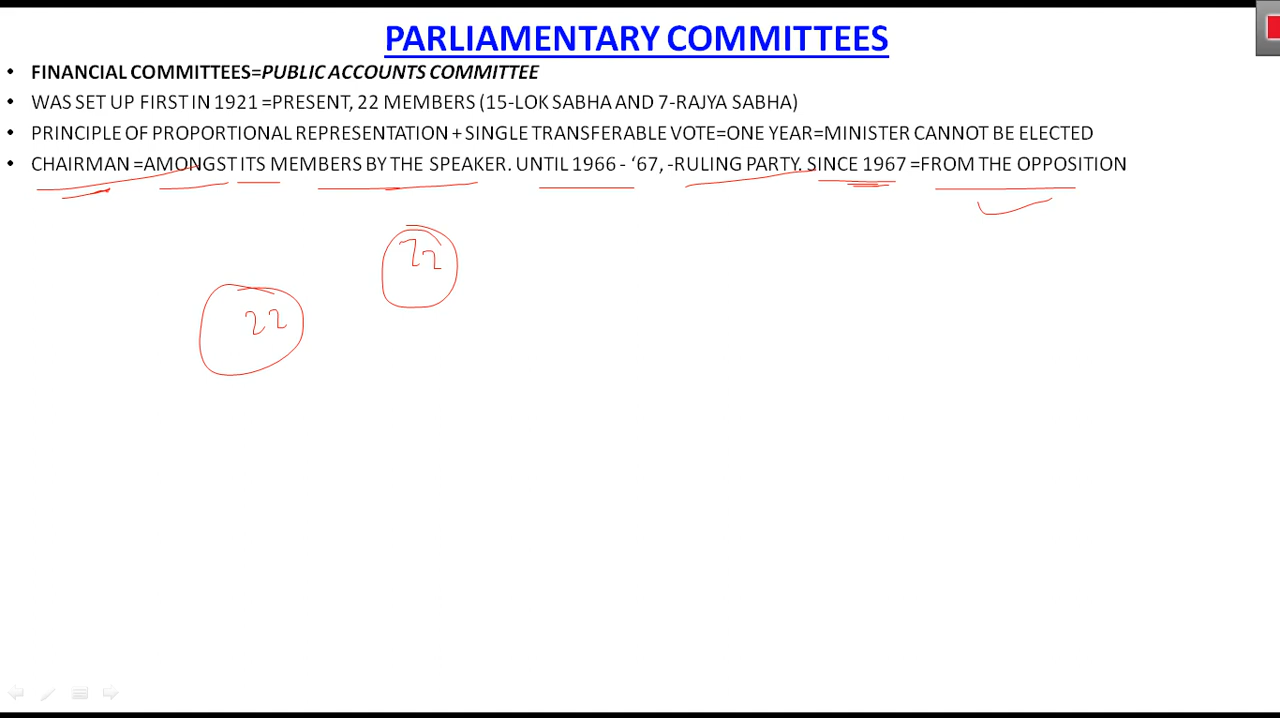 PARLIAMENTARY COMMITTEES
• FINANCIAL COMMITTEES=PUBLIC ACCOUNTS COMMITTEE
• WAS SET UP FIRST IN 1921 =PRESENT, 22 MEMBERS (15-LOK SABHA AND 7-RAJYA SABHA)
• PRINCIPLE OF PROPORTIONAL REPRESENTATION + SINGLE TRANSFERABLE VOTE=ONE YEAR=MINISTER CANNOT BE ELECTED
• CHAIRMAN =AMONGST ITS MEMBERS BY THE SPEAKER. UNTIL 1966 - ‘67, -RULING PARTY. SINCE 1967 =FROM THE OPPOSITION
22
22